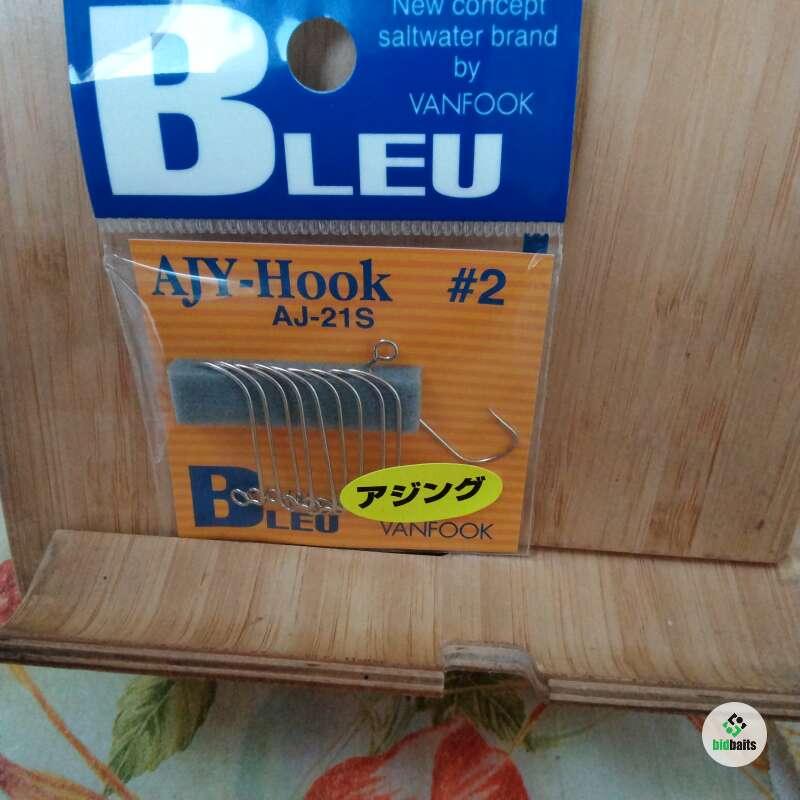 New concept
saltwater brand
by
VANFOOK
BLEU
AJY-Hook #2
AJ-21S
アジング
BLEU
VANFOOK
bidbaits